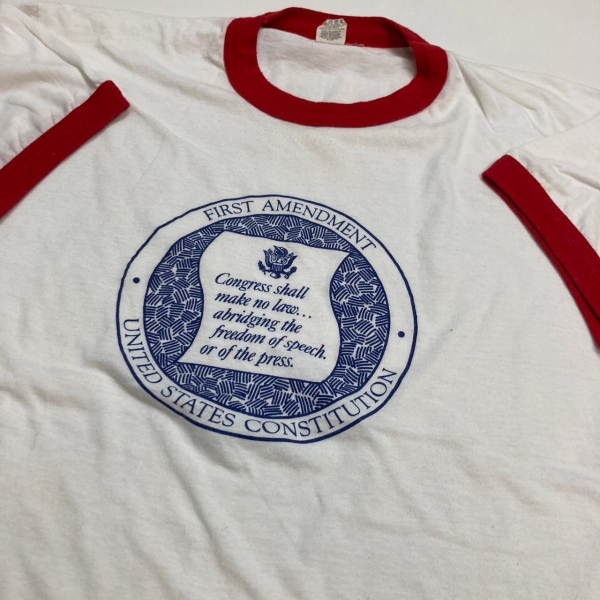 FIRST AMENDMENT
Congress shall
make no law...
abridging the
freedom of speech,
or of the press.
UNITED STATES CONSTITUTION